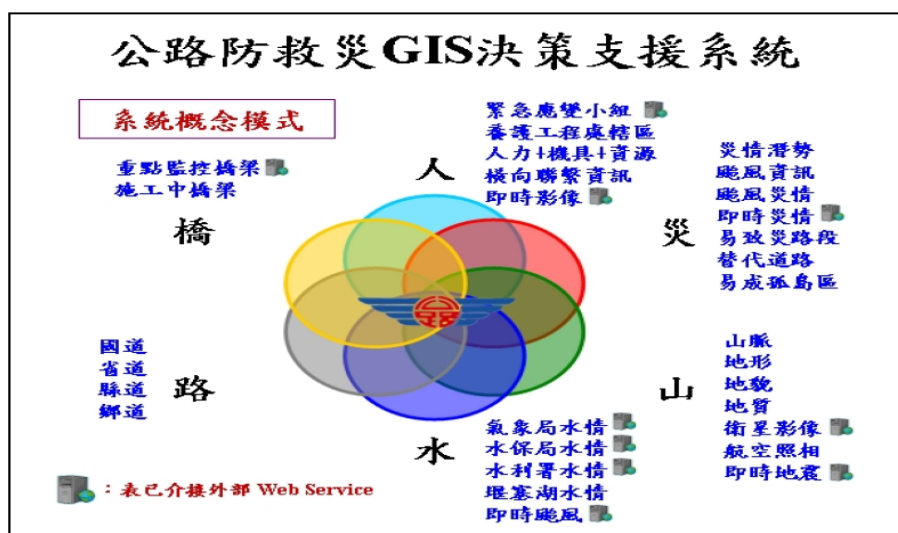 公路防救災GIS決策支援系統
系統概念模式
人
緊急應變小組
養護工程處轄區
人力+機具+資源
橫向聯繫資訊
即時影像
橋
重點監控橋梁
施工中橋梁
災
災情潛勢
颱風資訊
颱風災情
即時災情
易致災路段
替代道路
易成孤島區
路
國道
省道
縣道
鄉道
山
山脈
地形
地貌
地質
衛星影像
航空照相
即時地震
水
氣象局水情
水保局水情
水利署水情
堰塞湖水情
即時颱風
：表已介接外部 Web Service